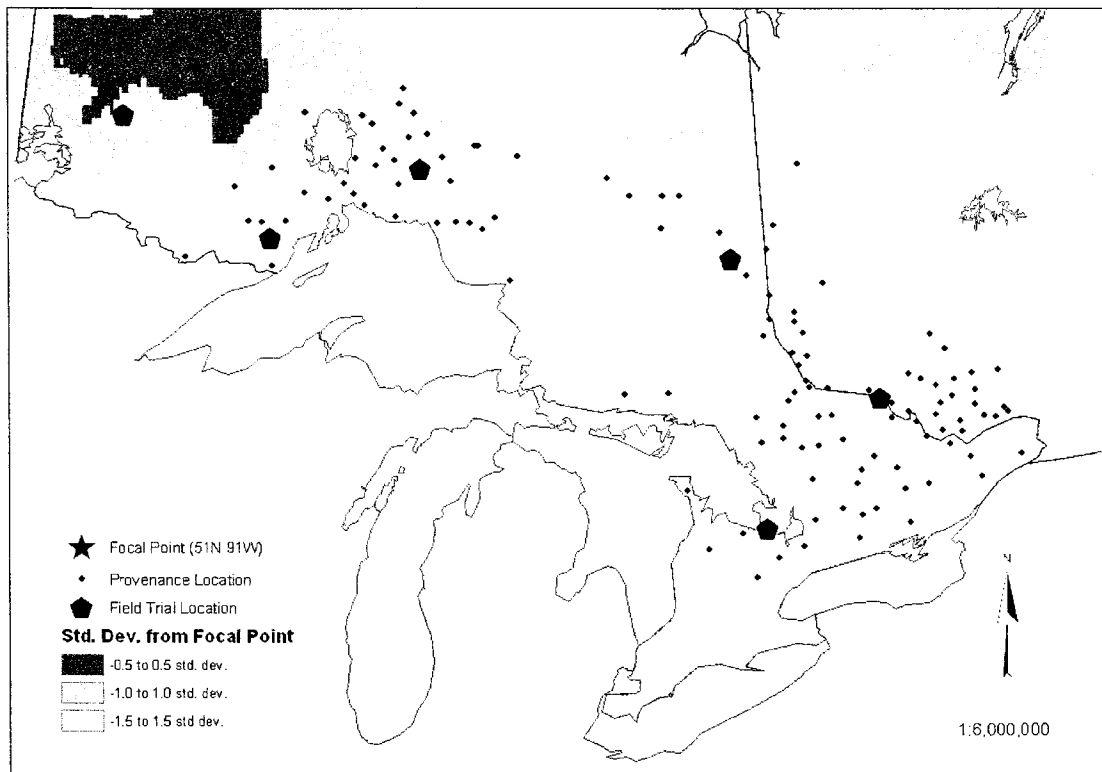 Focal Point (51N 91W)
Provenance Location
Field Trial Location
Std. Dev. from Focal Point
-0.5 to 0.5 std. dev.
-1.0 to 1.0 std. dev.
-1.5 to 1.5 std dev.
N
1:6,000,000